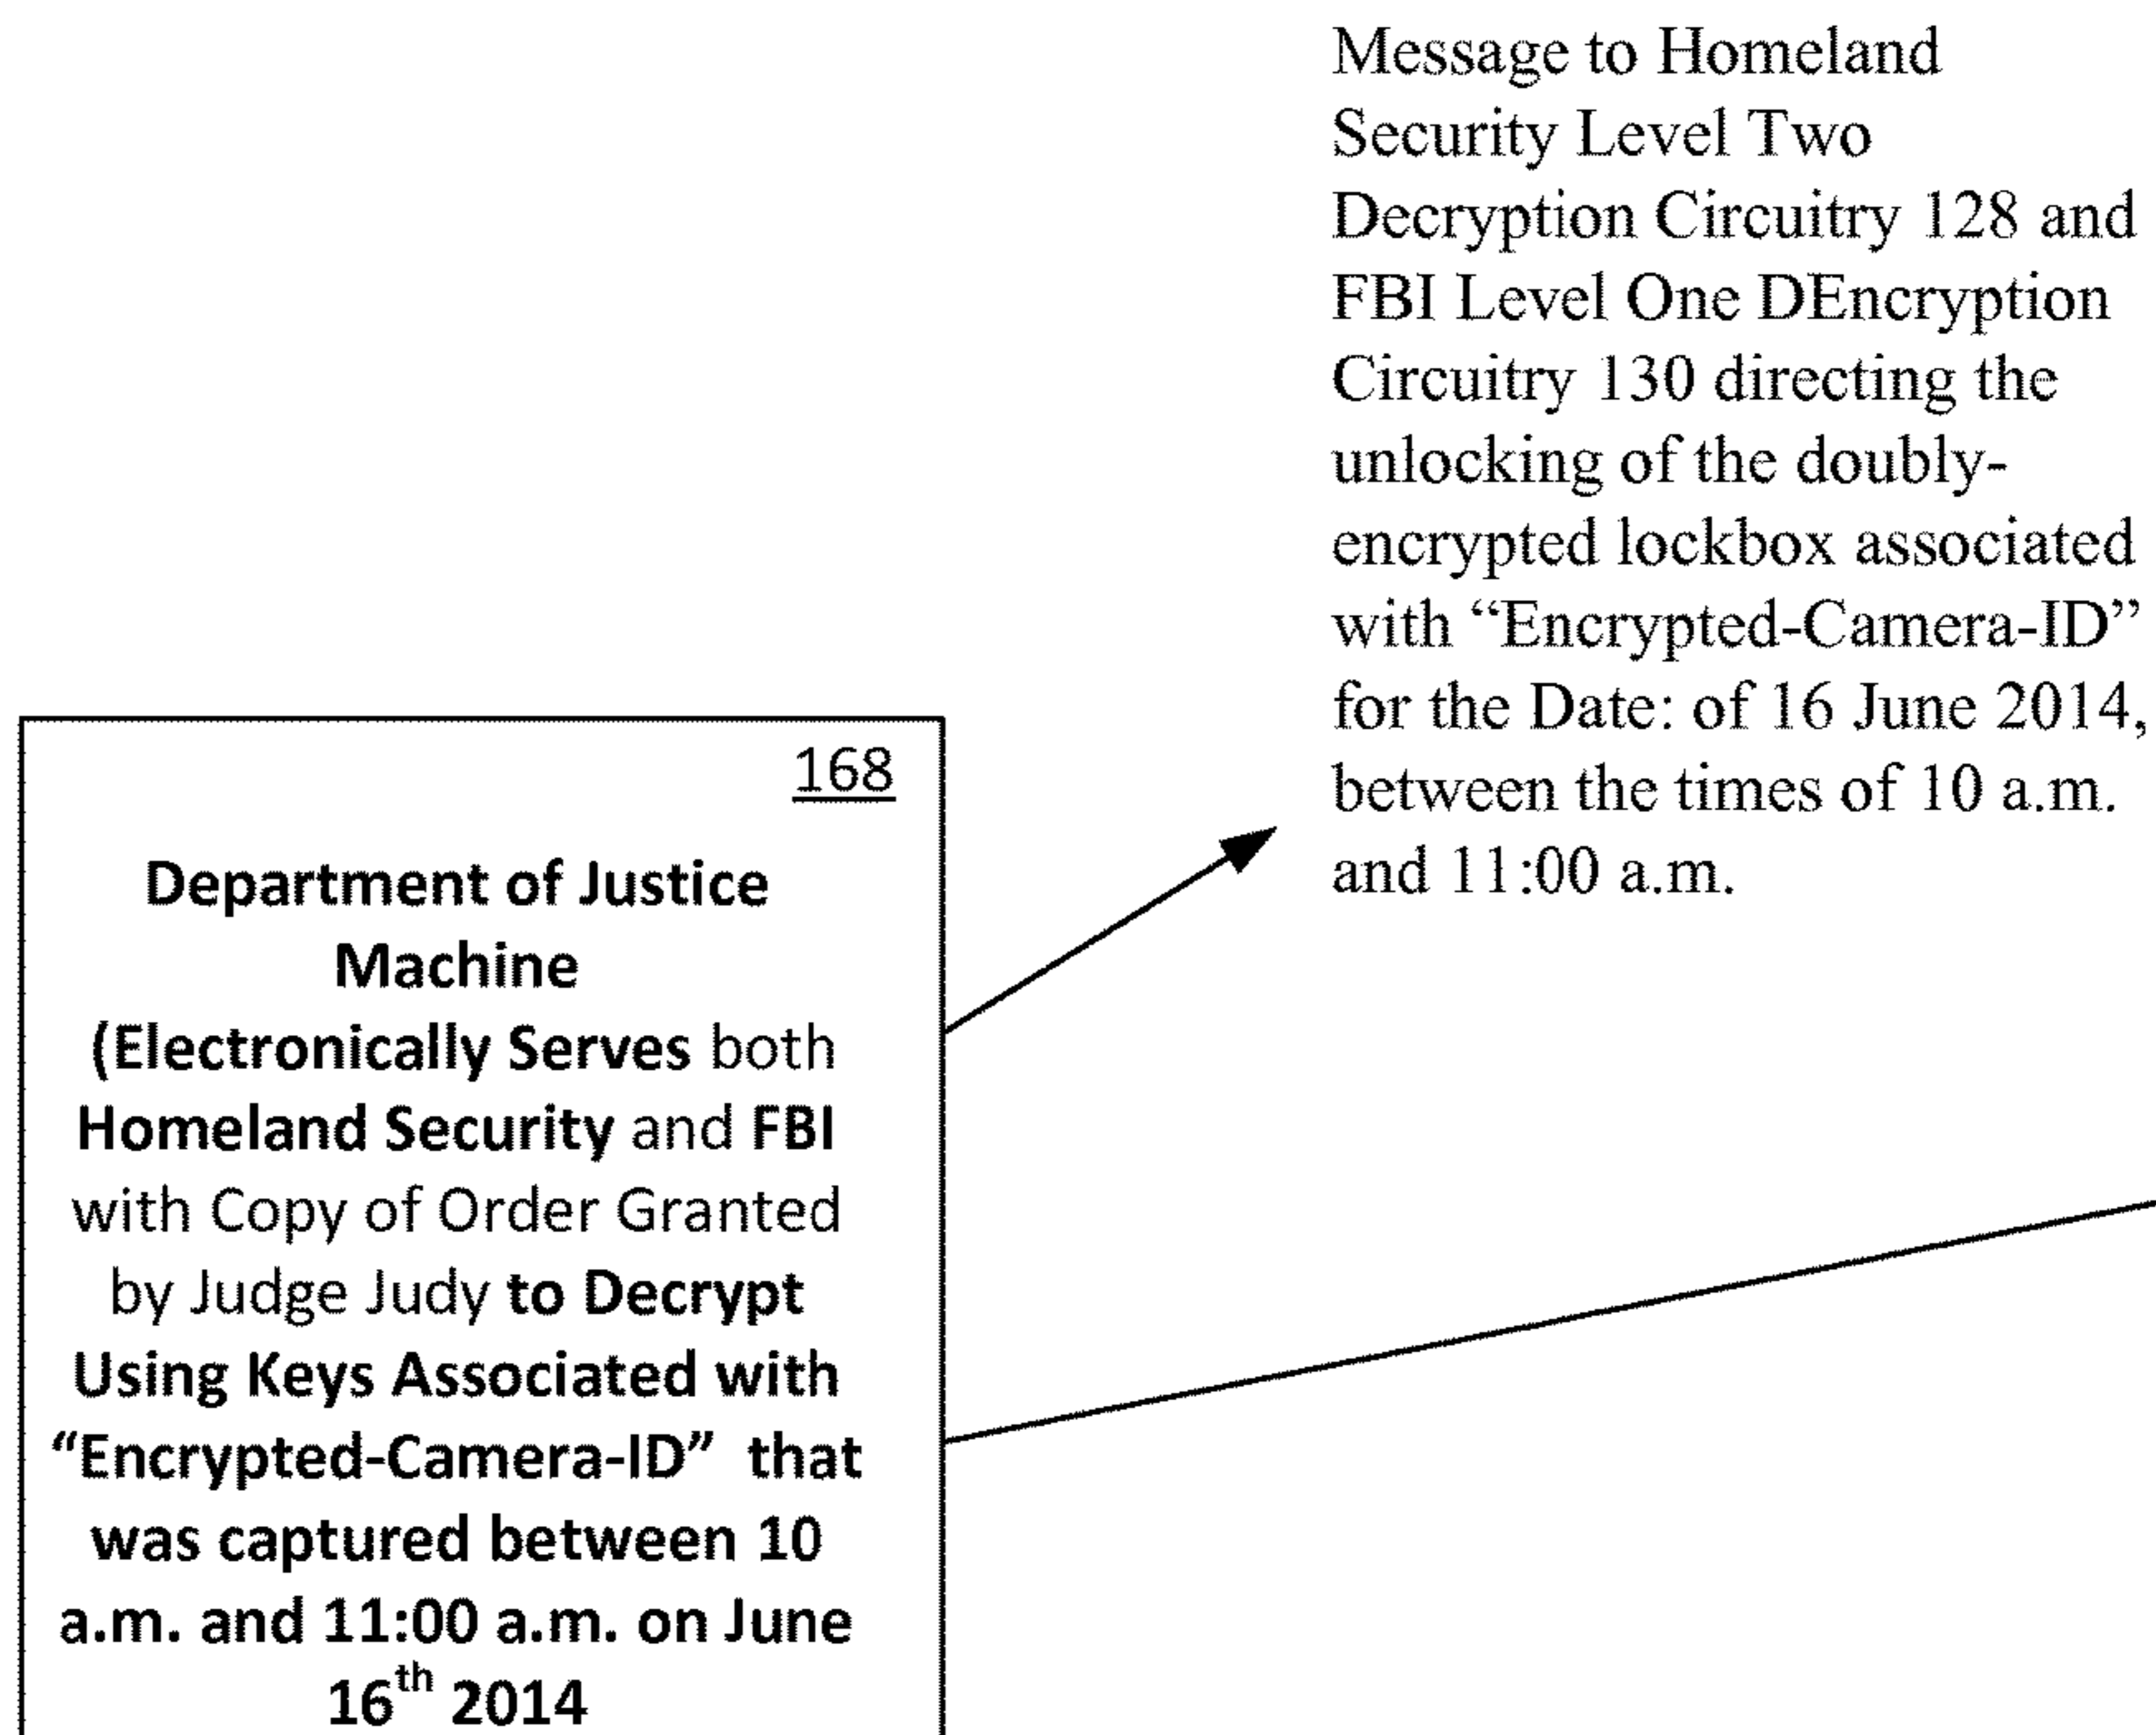 Message to Homeland
Security Level Two
Decryption Circuitry 128 and
FBI Level One DEncryption
Circuitry 130 directing the
unlocking of the doubly-
encrypted lockbox associated
with “Encrypted-Camera-ID”
for the Date: of 16 June 2014,
between the times of 10 a.m.
and 11:00 a.m.
168
Department of Justice
Machine
(Electronically Serves both
Homeland Security and FBI
with Copy of Order Granted
by Judge Judy to Decrypt
Using Keys Associated with
“Encrypted-Camera-ID” that
was captured between 10
a.m. and 11:00 a.m. on June
16th 2014